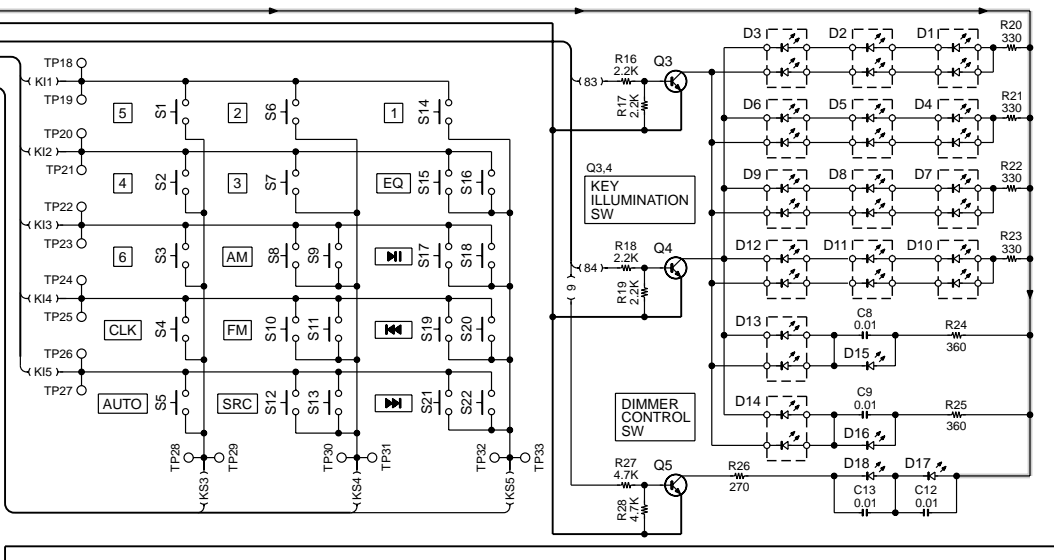 D3 D2 D1 R20
330
TP18
KI1
TP19
5 S1 2 S6 1 S14
R16
2.2K
83
R17
2.2K
Q3
D6 D5 D4 R21
330
TP20
KI2
TP21
4 S2 3 S7 EQ S15 S16
Q3,4
KEY
ILLUMINATION
SW
D9 D8 D7 R22
330
TP22
KI3
TP23
6 S3 AM S8 S9 S17 S18
R18
2.2K
84
R19
2.2K
Q4
9
D12 D11 D10 R23
330
TP24
KI4
TP25
CLK S4 FM S10 S11 S19 S20
D13 C8
0.01
D15
R24
360
TP26
KI5
TP27
AUTO S5 SRC S12 S13 S21 S22
DIMMER
CONTROL
SW
D14 C9
0.01
D16
R25
360
TP28 TP29 TP30 TP31 TP32 TP33
KS3 KS4 KS5
R27
4.7K
R28
4.7K
Q5
R26
270
D18 D17
C13
0.01
C12
0.01